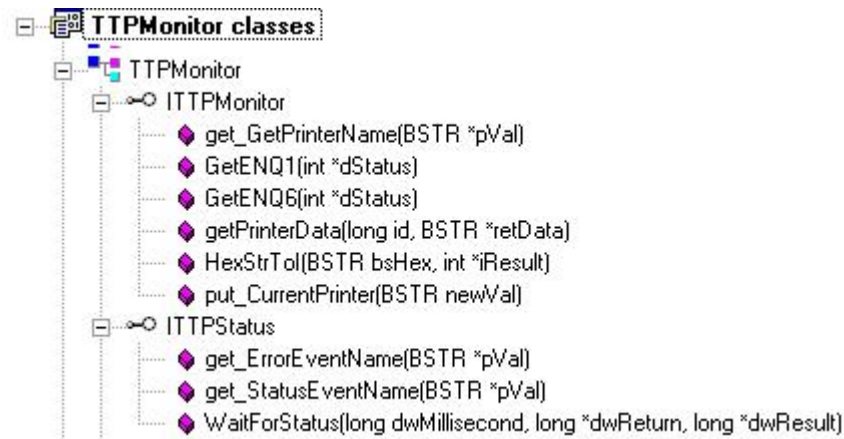 TTPMonitor classes
TTPMonitor
ITTPMonitor
get_GetPrinterName(BSTR *pVal)
GetENQ1(int *dStatus)
GetENQ6(int *dStatus)
getPrinterData(long id, BSTR *retData)
HexStrToI(BSTR bsHex, int *iResult)
put_CurrentPrinter(BSTR newVal)
ITTPStatus
get_ErrorEventName(BSTR *pVal)
get_StatusEventName(BSTR *pVal)
WaitForStatus(long dwMillisecond, long *dwReturn, long *dwResult)